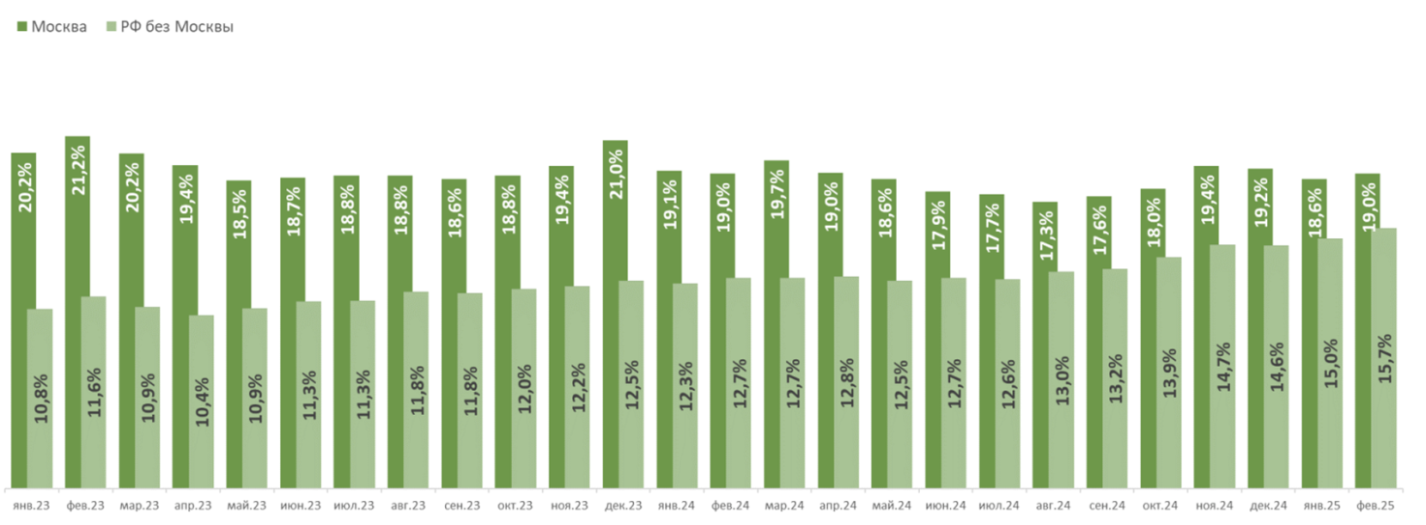 Москва РФ без Москвы
20,2% 21,2% 20,2% 19,4% 18,5% 18,7% 18,8% 18,8% 18,6% 18,8% 19,4% 21,0% 19,1% 19,0% 19,7% 19,0% 18,6% 17,9% 17,7% 17,3% 17,6% 18,0% 19,4% 19,2% 18,6% 19,0%
10,8% 11,6% 10,9% 10,4% 10,9% 11,3% 11,3% 11,8% 11,8% 12,0% 12,2% 12,5% 12,3% 12,7% 12,7% 12,8% 12,5% 12,7% 12,6% 13,0% 13,2% 13,9% 14,7% 14,6% 15,0% 15,7%
янв.23 фев.23 мар.23 апр.23 май.23 июн.23 июл.23 авг.23 сен.23 окт.23 ноя.23 дек.23 янв.24 фев.24 мар.24 апр.24 май.24 июн.24 июл.24 авг.24 сен.24 окт.24 ноя.24 дек.24 янв.25 фев.25